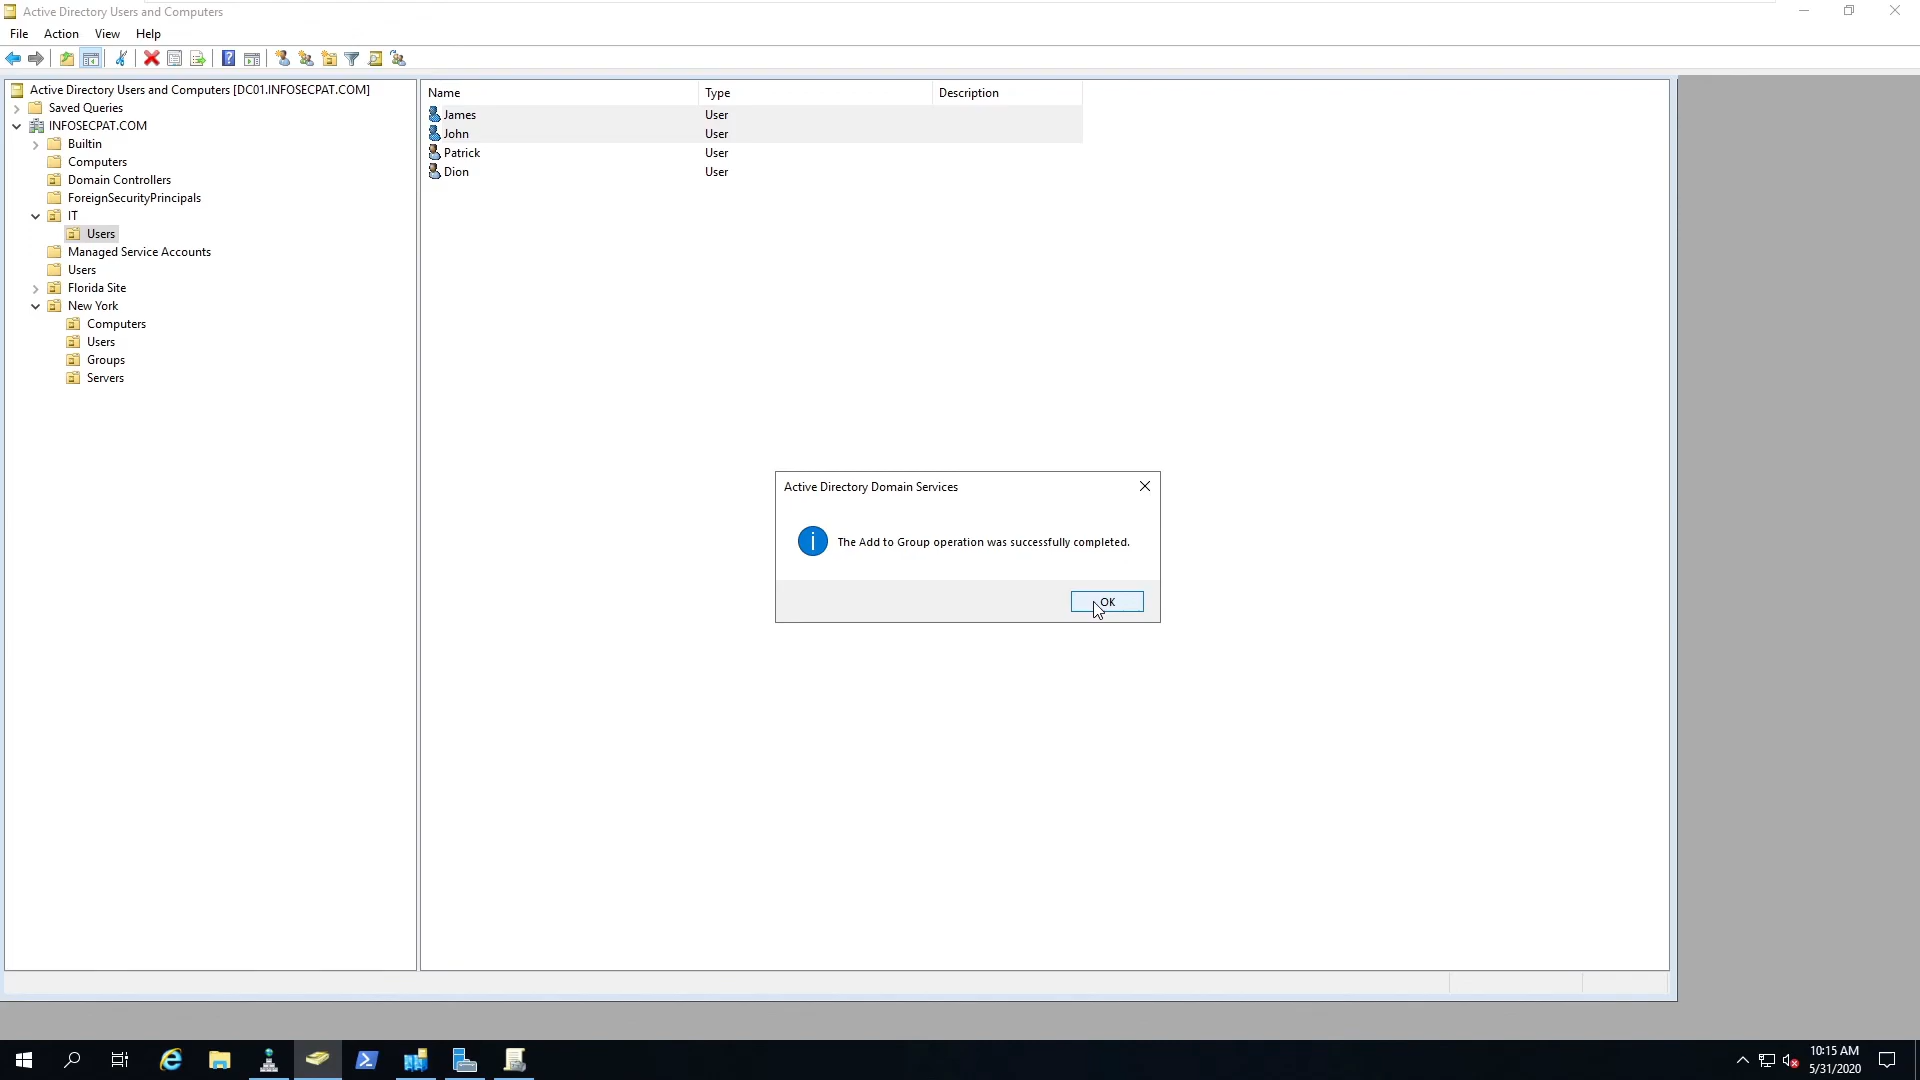 Active Directory Users and Computers
File Action View Help
Active Directory Users and Computers [DC01.INFOSECPAT.COM]
Saved Queries
INFOSECPAT.COM
Builtin
Computers
Domain Controllers
ForeignSecurityPrincipals
IT
Users
Managed Service Accounts
Users
Florida Site
New York
Computers
Users
Groups
Servers
Name Type Description
James User
John User
Patrick User
Dion User
Active Directory Domain Services
The Add to Group operation was successfully completed.
OK
10:15 AM
5/31/2020